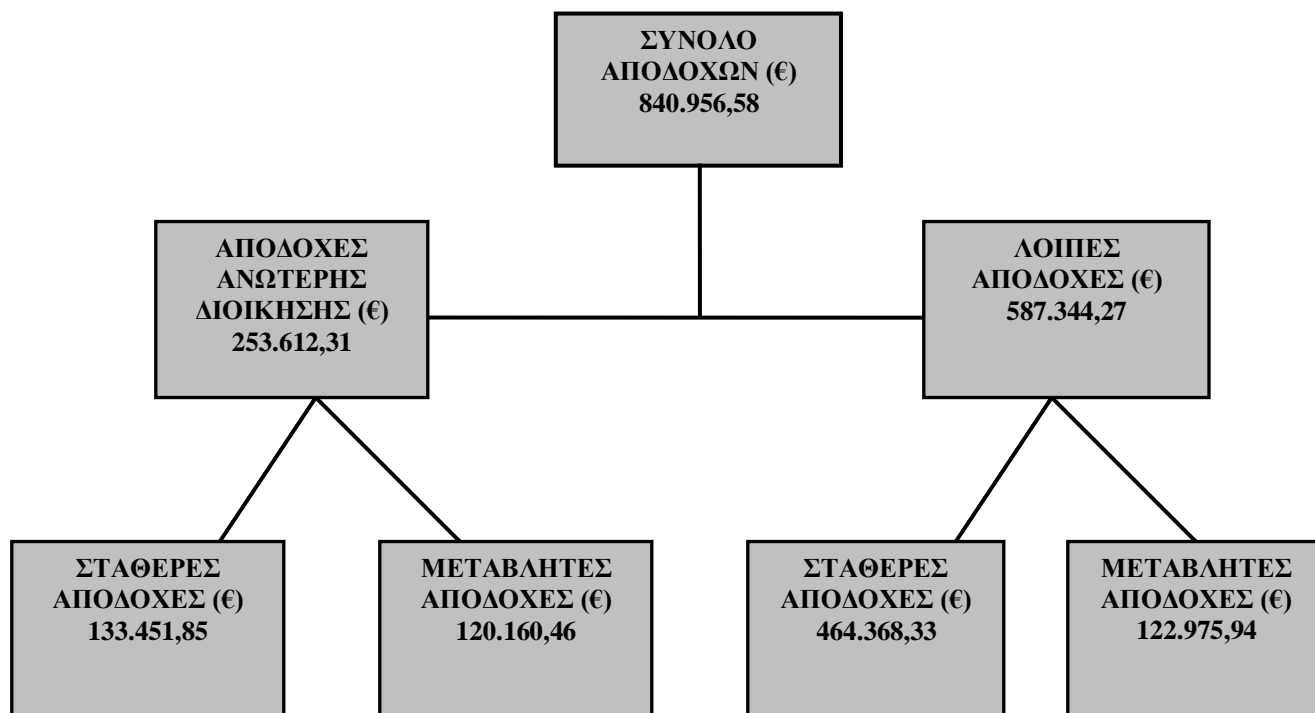 ΣΥΝΟΛΟ
ΑΠΟΔΟΧΩΝ (€)
840.956,58
ΑΠΟΔΟΧΕΣ
ΑΝΩΤΕΡΗΣ
ΔΙΟΙΚΗΣΗΣ (€)
253.612,31
ΛΟΙΠΕΣ
ΑΠΟΔΟΧΕΣ (€)
587.344,27
ΣΤΑΘΕΡΕΣ
ΑΠΟΔΟΧΕΣ (€)
133.451,85
ΜΕΤΑΒΛΗΤΕΣ
ΑΠΟΔΟΧΕΣ (€)
120.160,46
ΣΤΑΘΕΡΕΣ
ΑΠΟΔΟΧΕΣ (€)
464.368,33
ΜΕΤΑΒΛΗΤΕΣ
ΑΠΟΔΟΧΕΣ (€)
122.975,94